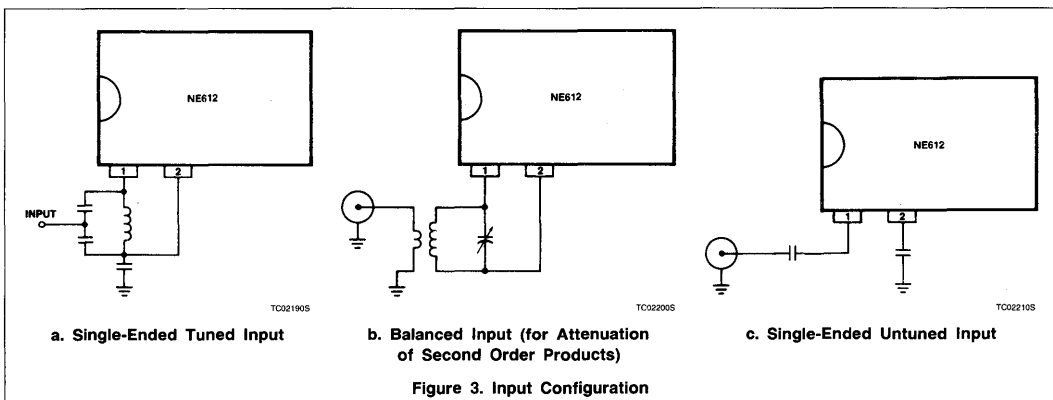 NE612
1
2
INPUT
TC02190S
a. Single-Ended Tuned Input
NE612
1
2
TC02200S
b. Balanced Input (for Attenuation
of Second Order Products)
NE612
1
2
TC02210S
c. Single-Ended Untuned Input
Figure 3. Input Configuration